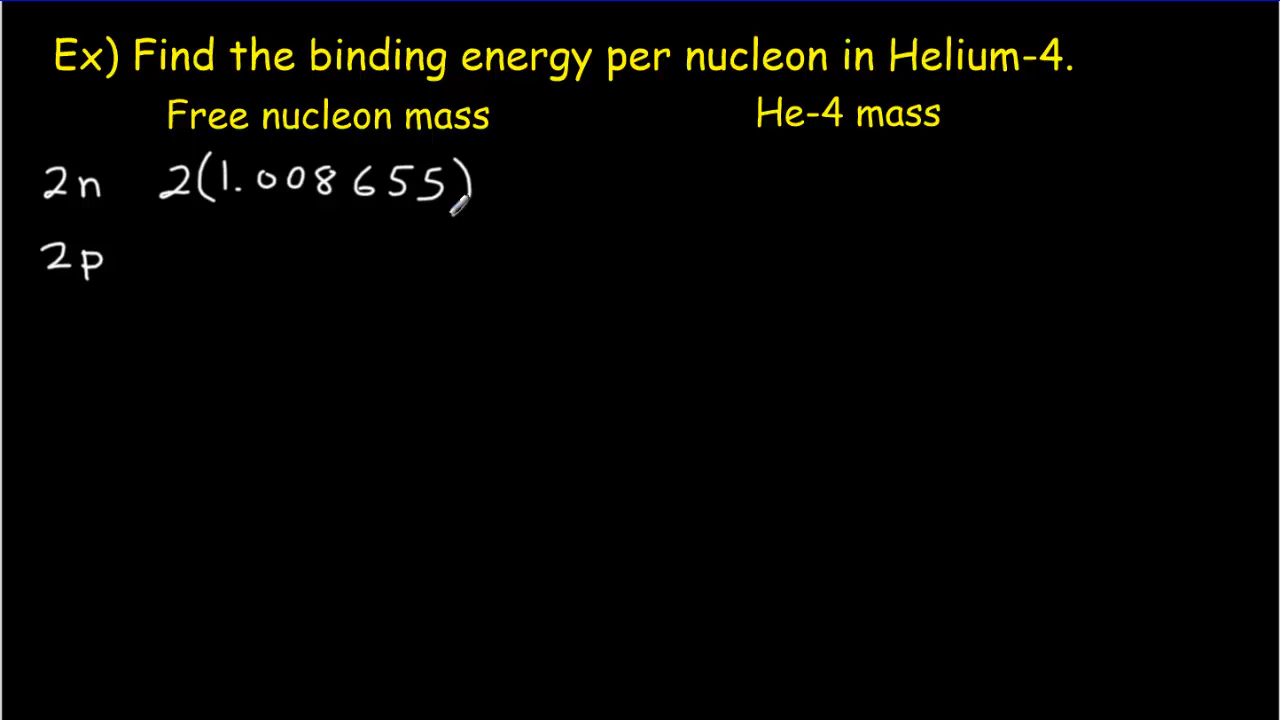 Ex) Find the binding energy per nucleon in Helium-4.
Free nucleon mass He-4 mass
2n 2(1.008655)
2p